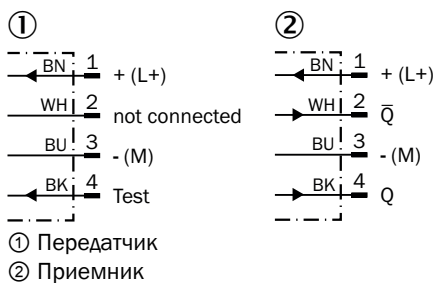 ① ②
BN 1 + (L+) BN 1 + (L+)
WH 2 not connected WH 2 Q̅
BU 3 - (M) BU 3 - (M)
BK 4 Test BK 4 Q
① Передатчик
② Приемник